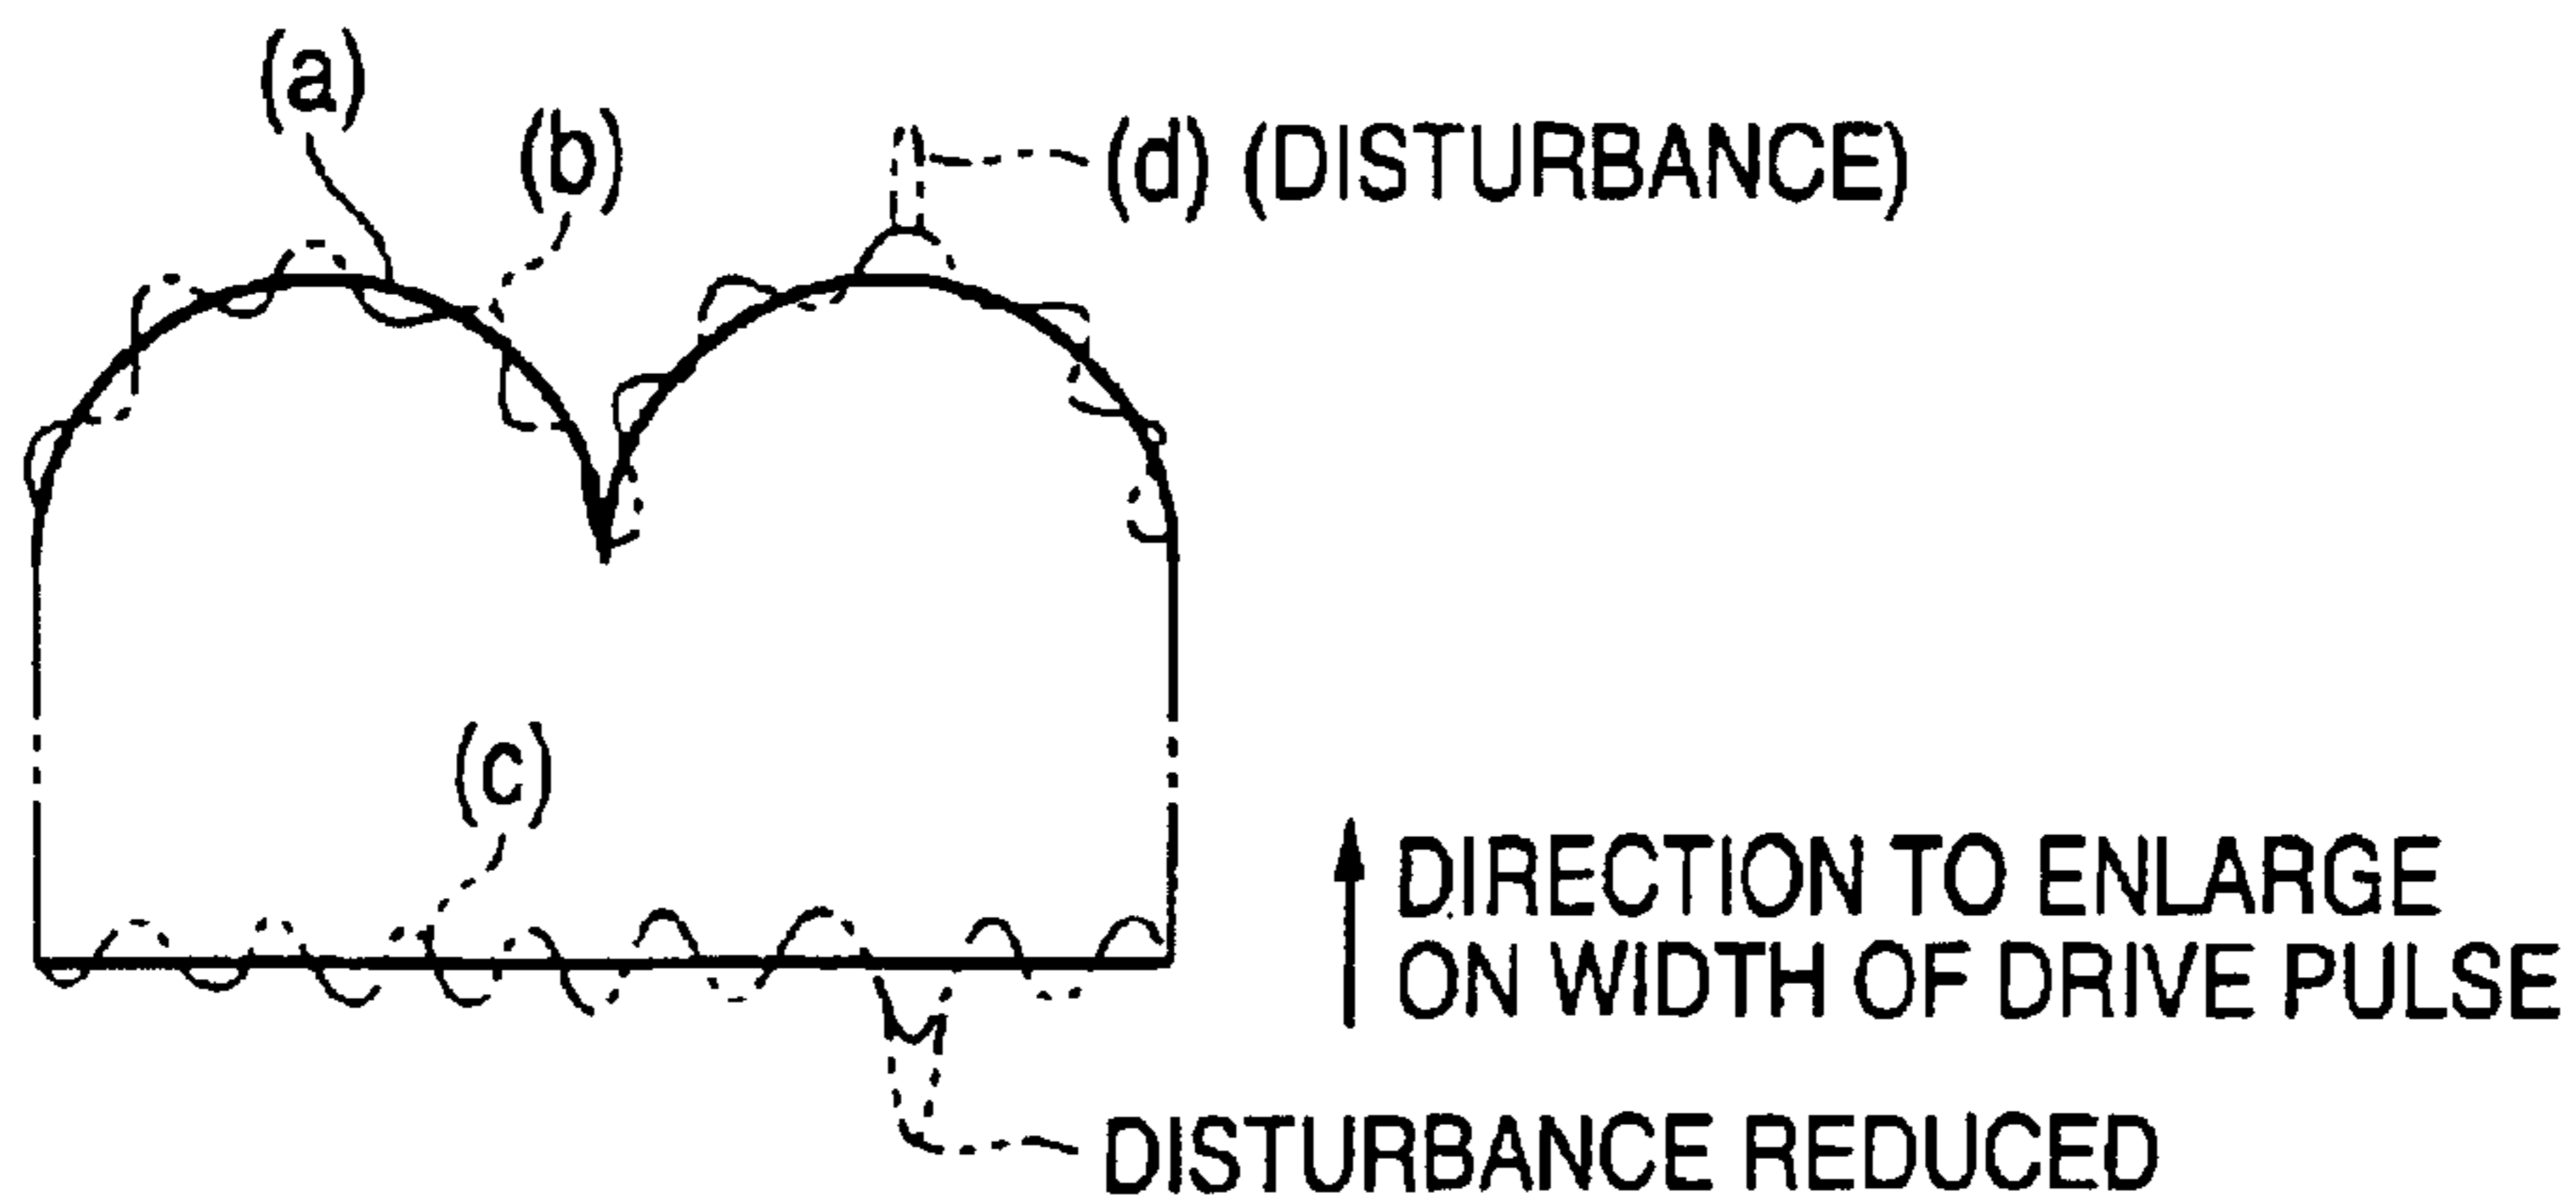 (a)
(b)
(d) (DISTURBANCE)
(c)
DIRECTION TO ENLARGE
ON WIDTH OF DRIVE PULSE
DISTURBANCE REDUCED